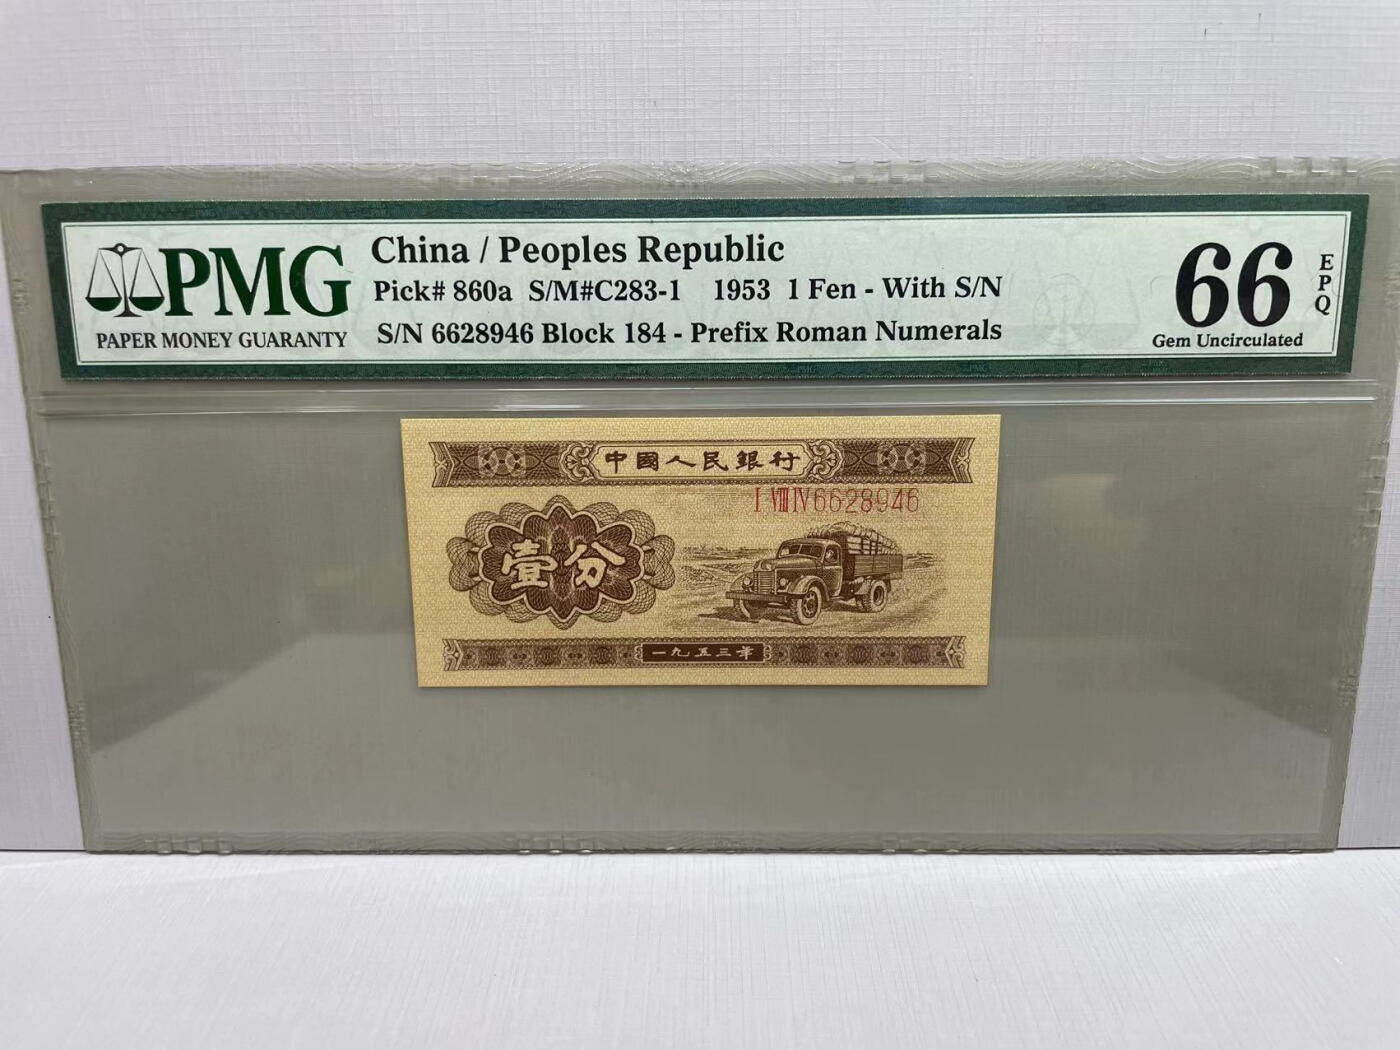 PMG
PAPER MONEY GUARANTY
China / Peoples Republic
Pick# 860a S/M#C283-1 1953 1 Fen - With S/N
S/N 6628946 Block 184 - Prefix Roman Numerals
66
EPQ
Gem Uncirculated
中國人民銀行
I VIII IV 6628946
壹分
一九五三年